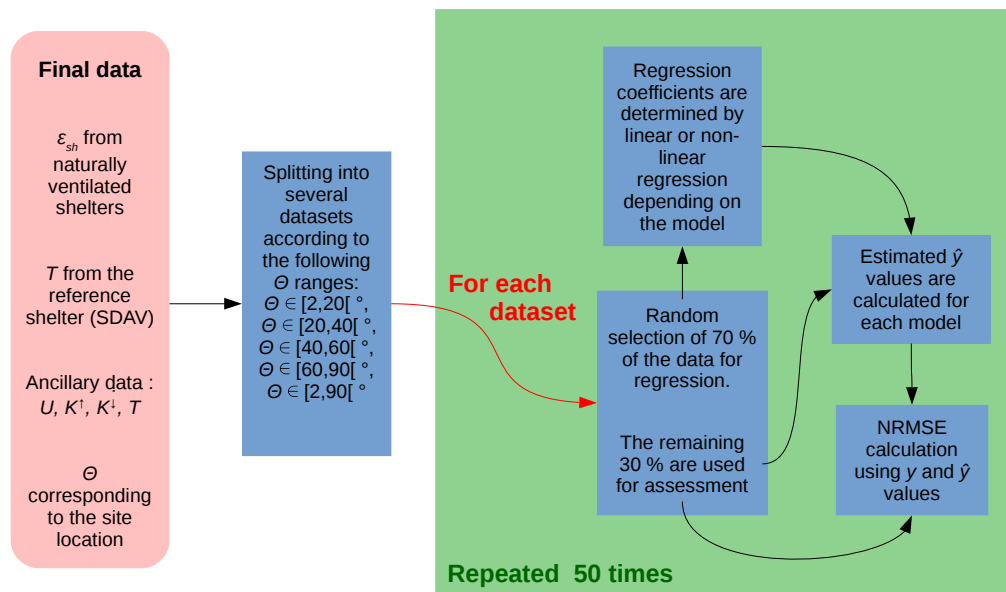 Final data
ε_sh from
naturally
ventilated
shelters
T from the
reference
shelter (SDAV)
Ancillary data :
U, K↑, K↓, T
Θ
corresponding
to the site
location
Splitting into
several
datasets
according to
the following
Θ ranges:
Θ ∈ [2,20[ °,
Θ ∈ [20,40[ °,
Θ ∈ [40,60[ °,
Θ ∈ [60,90[ °,
Θ ∈ [2,90[ °
For each
dataset
Regression
coefficients are
determined by
linear or non-
linear
regression
depending on
the model
Random
selection of 70 %
of the data for
regression.
The remaining
30 % are used
for assessment
Estimated ŷ
values are
calculated for
each model
NRMSE
calculation
using y and ŷ
values
Repeated 50 times